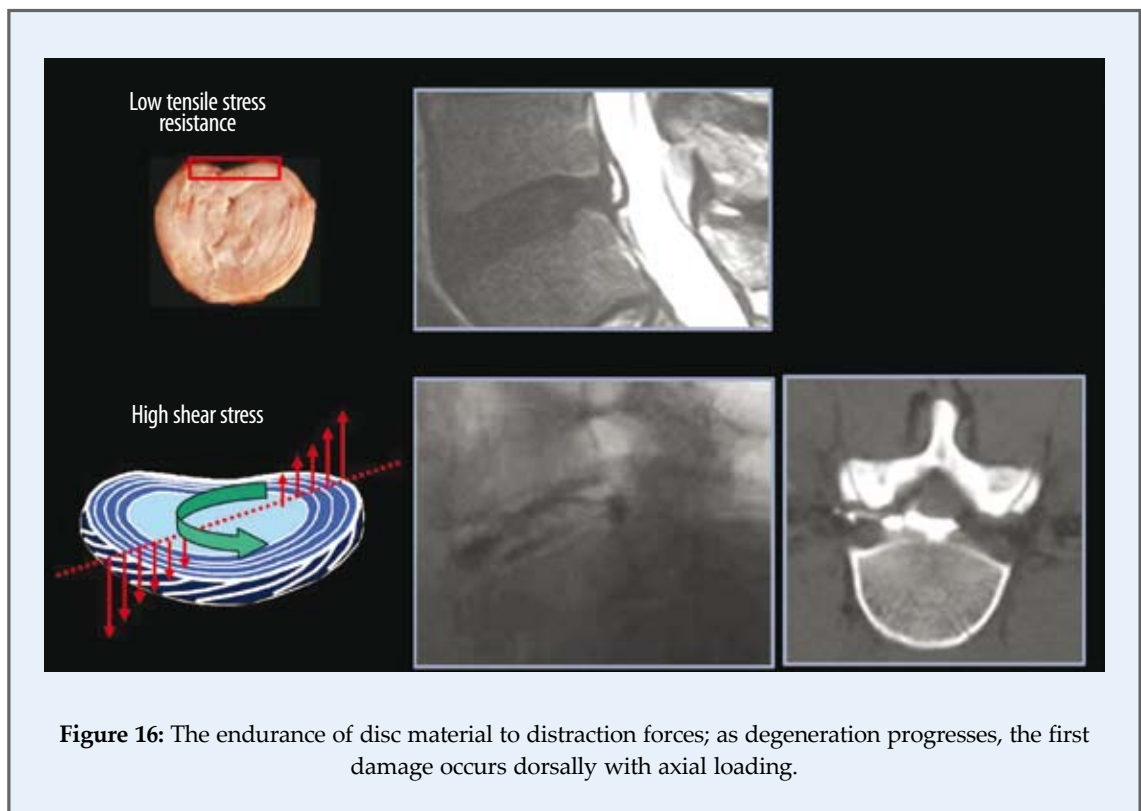 Low tensile stress
resistance
High shear stress
Figure 16: The endurance of disc material to distraction forces; as degeneration progresses, the first
damage occurs dorsally with axial loading.